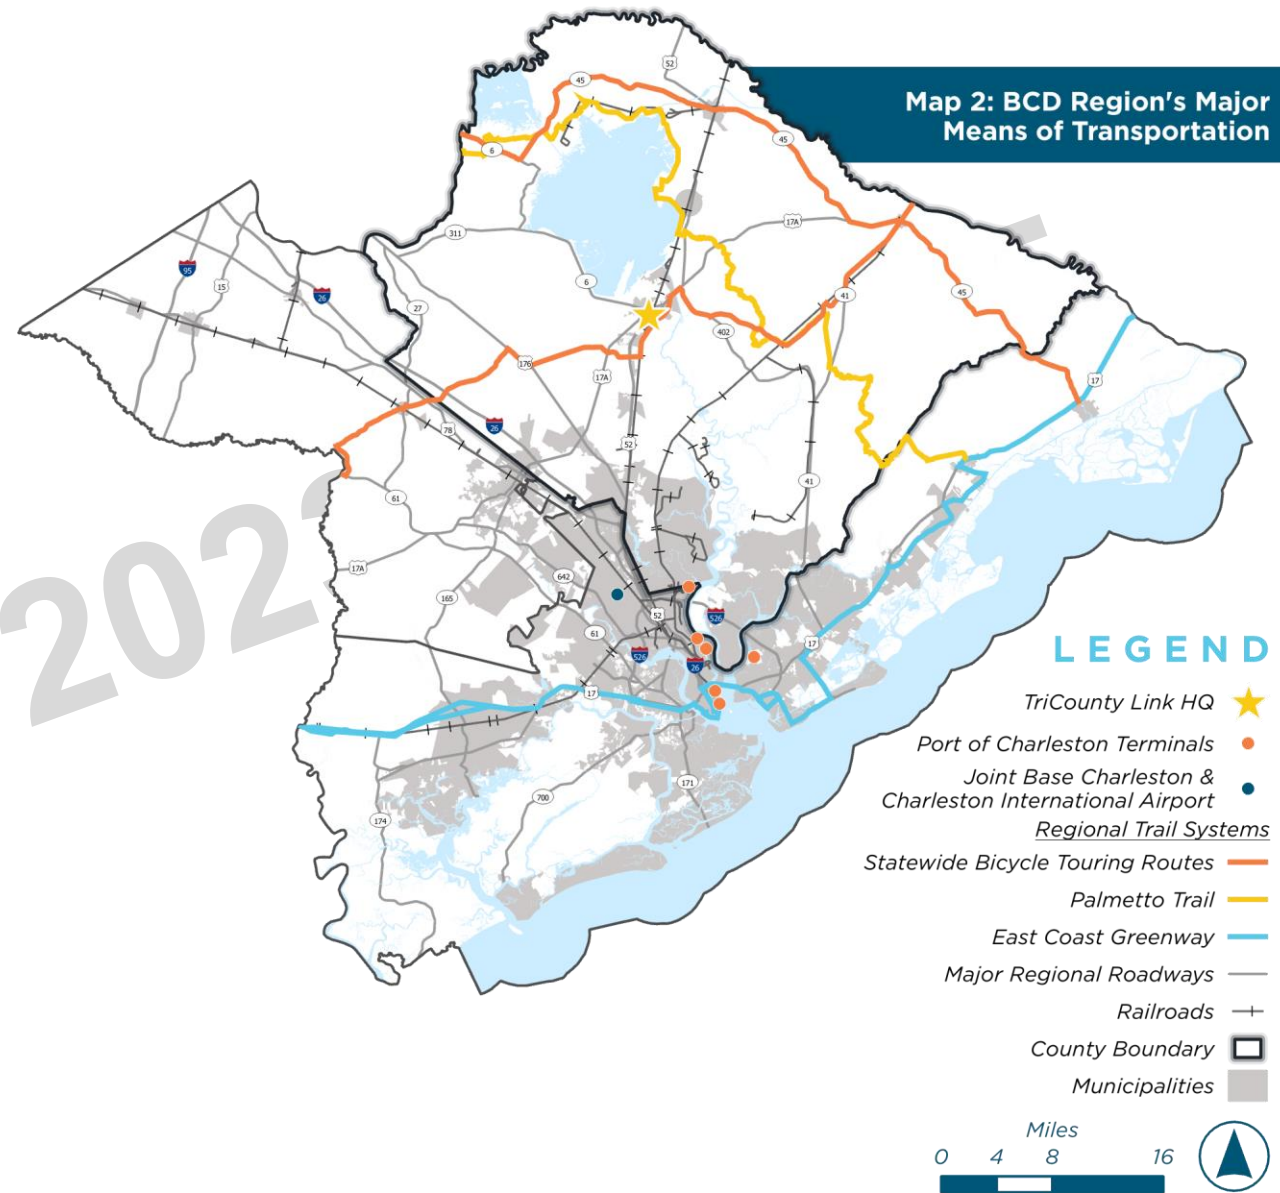 Map 2: BCD Region's Major
Means of Transportation
52
45
45
6
17A
311
95
15
26
6
27
41
45
402
176
17A
17
26
78
52
61
41
17A
642
165
52
526
61
526
26
17
17
700
171
174
202
LEGEND
TriCounty Link HQ
Port of Charleston Terminals
Joint Base Charleston &
Charleston International Airport
Regional Trail Systems
Statewide Bicycle Touring Routes
Palmetto Trail
East Coast Greenway
Major Regional Roadways
Railroads
County Boundary
Municipalities
Miles
0 4 8 16